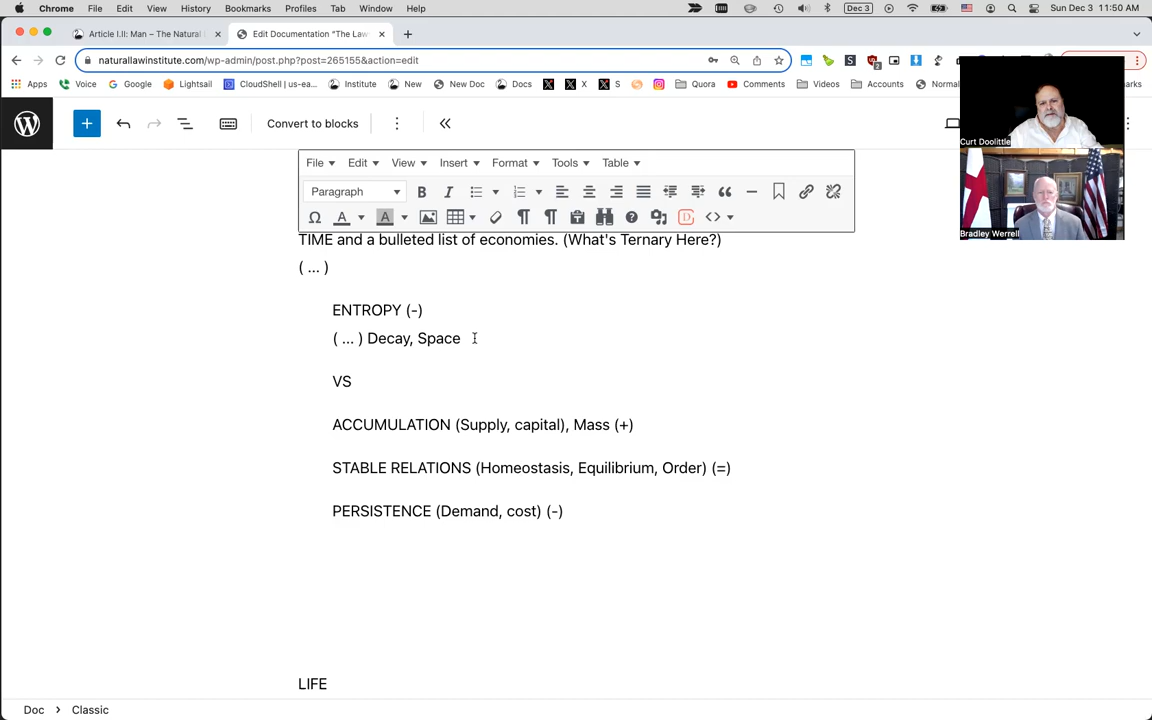 Chrome File Edit View History Bookmarks Profiles Tab Window Help Dec 3 Sun Dec 3 11:50 AM
Article I.II: Man – The Natural Edit Documentation “The Law
naturallawinstitute.com/wp-admin/post.php?post=265155&action=edit
Apps Voice Google Lightsail CloudShell | us-ea... Institute New New Doc Docs X S Quora Comments Videos Accounts Normal
Convert to blocks
Curt Doolittle
File Edit View Insert Format Tools Table
Paragraph
Bradley Werrell
TIME and a bulleted list of economies. (What's Ternary Here?)
( ... )
ENTROPY (-)
( ... ) Decay, Space
VS
ACCUMULATION (Supply, capital), Mass (+)
STABLE RELATIONS (Homeostasis, Equilibrium, Order) (=)
PERSISTENCE (Demand, cost) (-)
LIFE
Doc > Classic